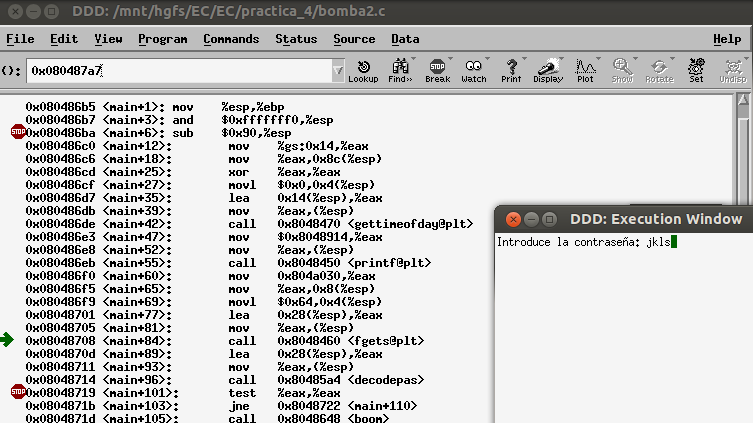 DDD: /mnt/hgfs/EC/EC/practica_4/bomba2.c
File Edit View Program Commands Status Source Data Help
(): 0x080487a7
Lookup Find>> Break Watch Print Display Plot Show Rotate Set Undisp
0x080486b5 <main+1>: mov %esp,%ebp
0x080486b7 <main+3>: and $0xfffffff0,%esp
STOP 0x080486ba <main+6>: sub $0x90,%esp
0x080486c0 <main+12>: mov %gs:0x14,%eax
0x080486c6 <main+18>: mov %eax,0x8c(%esp)
0x080486cd <main+25>: xor %eax,%eax
0x080486cf <main+27>: movl $0x0,0x4(%esp)
0x080486d7 <main+35>: lea 0x14(%esp),%eax
0x080486db <main+39>: mov %eax,(%esp)
0x080486de <main+42>: call 0x8048470 <gettimeofday@plt>
0x080486e3 <main+47>: mov $0x8048914,%eax
0x080486e8 <main+52>: mov %eax,(%esp)
0x080486eb <main+55>: call 0x8048450 <printf@plt>
0x080486f0 <main+60>: mov 0x804a030,%eax
0x080486f5 <main+65>: mov %eax,0x8(%esp)
0x080486f9 <main+69>: movl $0x64,0x4(%esp)
0x08048701 <main+77>: lea 0x28(%esp),%eax
0x08048705 <main+81>: mov %eax,(%esp)
0x08048708 <main+84>: call 0x8048460 <fgets@plt>
0x0804870d <main+89>: lea 0x28(%esp),%eax
0x08048711 <main+93>: mov %eax,(%esp)
0x08048714 <main+96>: call 0x80485a4 <decodepas>
STOP 0x08048719 <main+101>: test %eax,%eax
0x0804871b <main+103>: jne 0x8048722 <main+110>
0x0804871d <main+105>: call 0x8048648 <boom>
DDD: Execution Window
Introduce la contraseña: jkls